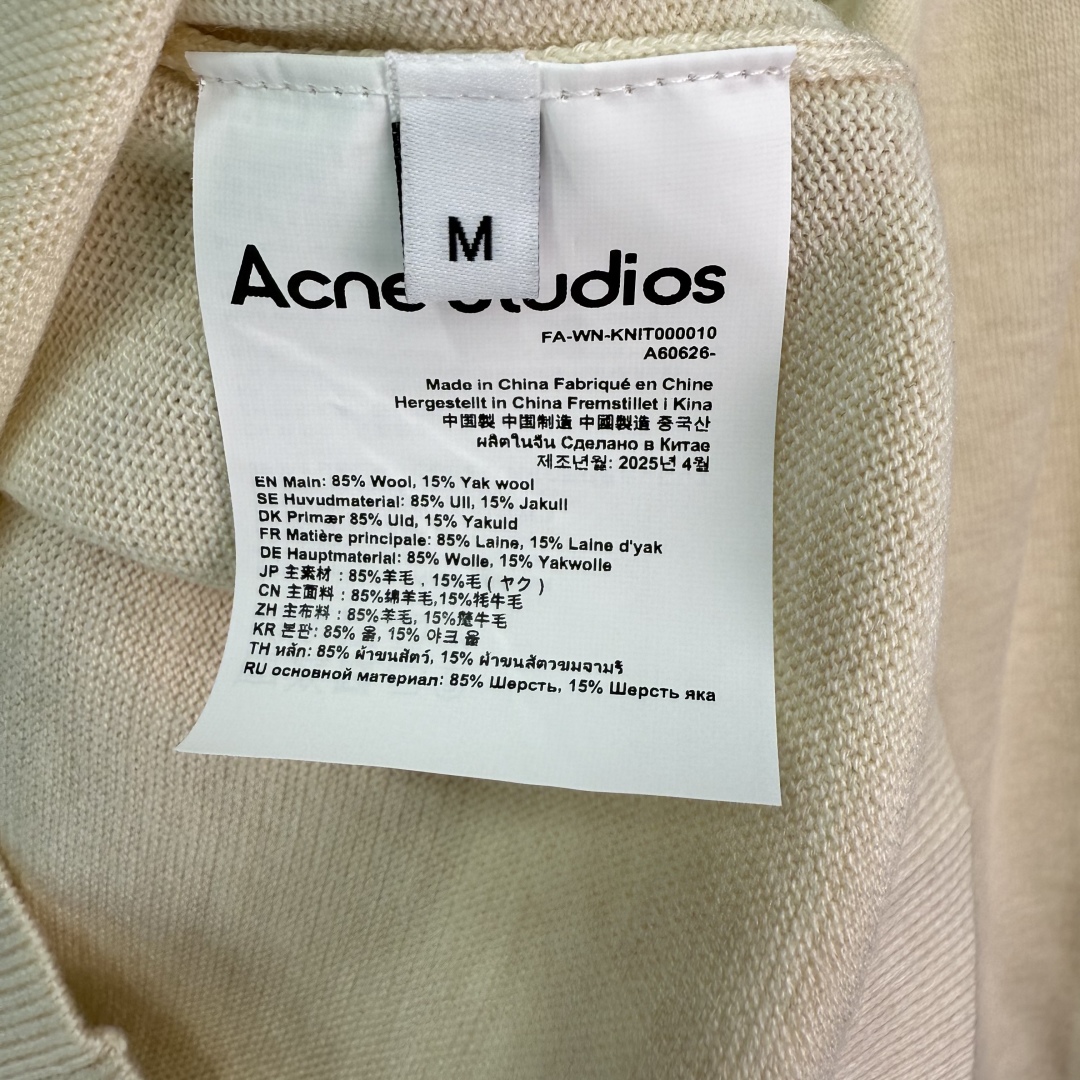 M
Acne Studios
FA-WN-KNIT000010
A60626-
Made in China Fabriqué en Chine
Hergestellt in China Fremstillet i Kina
中国製 中国制造 中國製造 중국산
ผลิตในจีน Сделано в Китае
제조년월: 2025년 4월
EN Main: 85% Wool, 15% Yak wool
SE Huvudmaterial: 85% Ull, 15% Jakull
DK Primær 85% Uld, 15% Yakuld
FR Matière principale: 85% Laine, 15% Laine d'yak
DE Hauptmaterial: 85% Wolle, 15% Yakwolle
JP 主素材 : 85%羊毛 , 15%毛 ( ヤク )
CN 主面料 : 85%绵羊毛,15%牦牛毛
ZH 主布料 : 85%羊毛, 15%氂牛毛
KR 본판: 85% 울, 15% 야크 울
TH หลัก: 85% ผ้าขนสัตว์, 15% ผ้าขนสัตวขนจามรี
RU основной материал: 85% Шерсть, 15% Шерсть яка